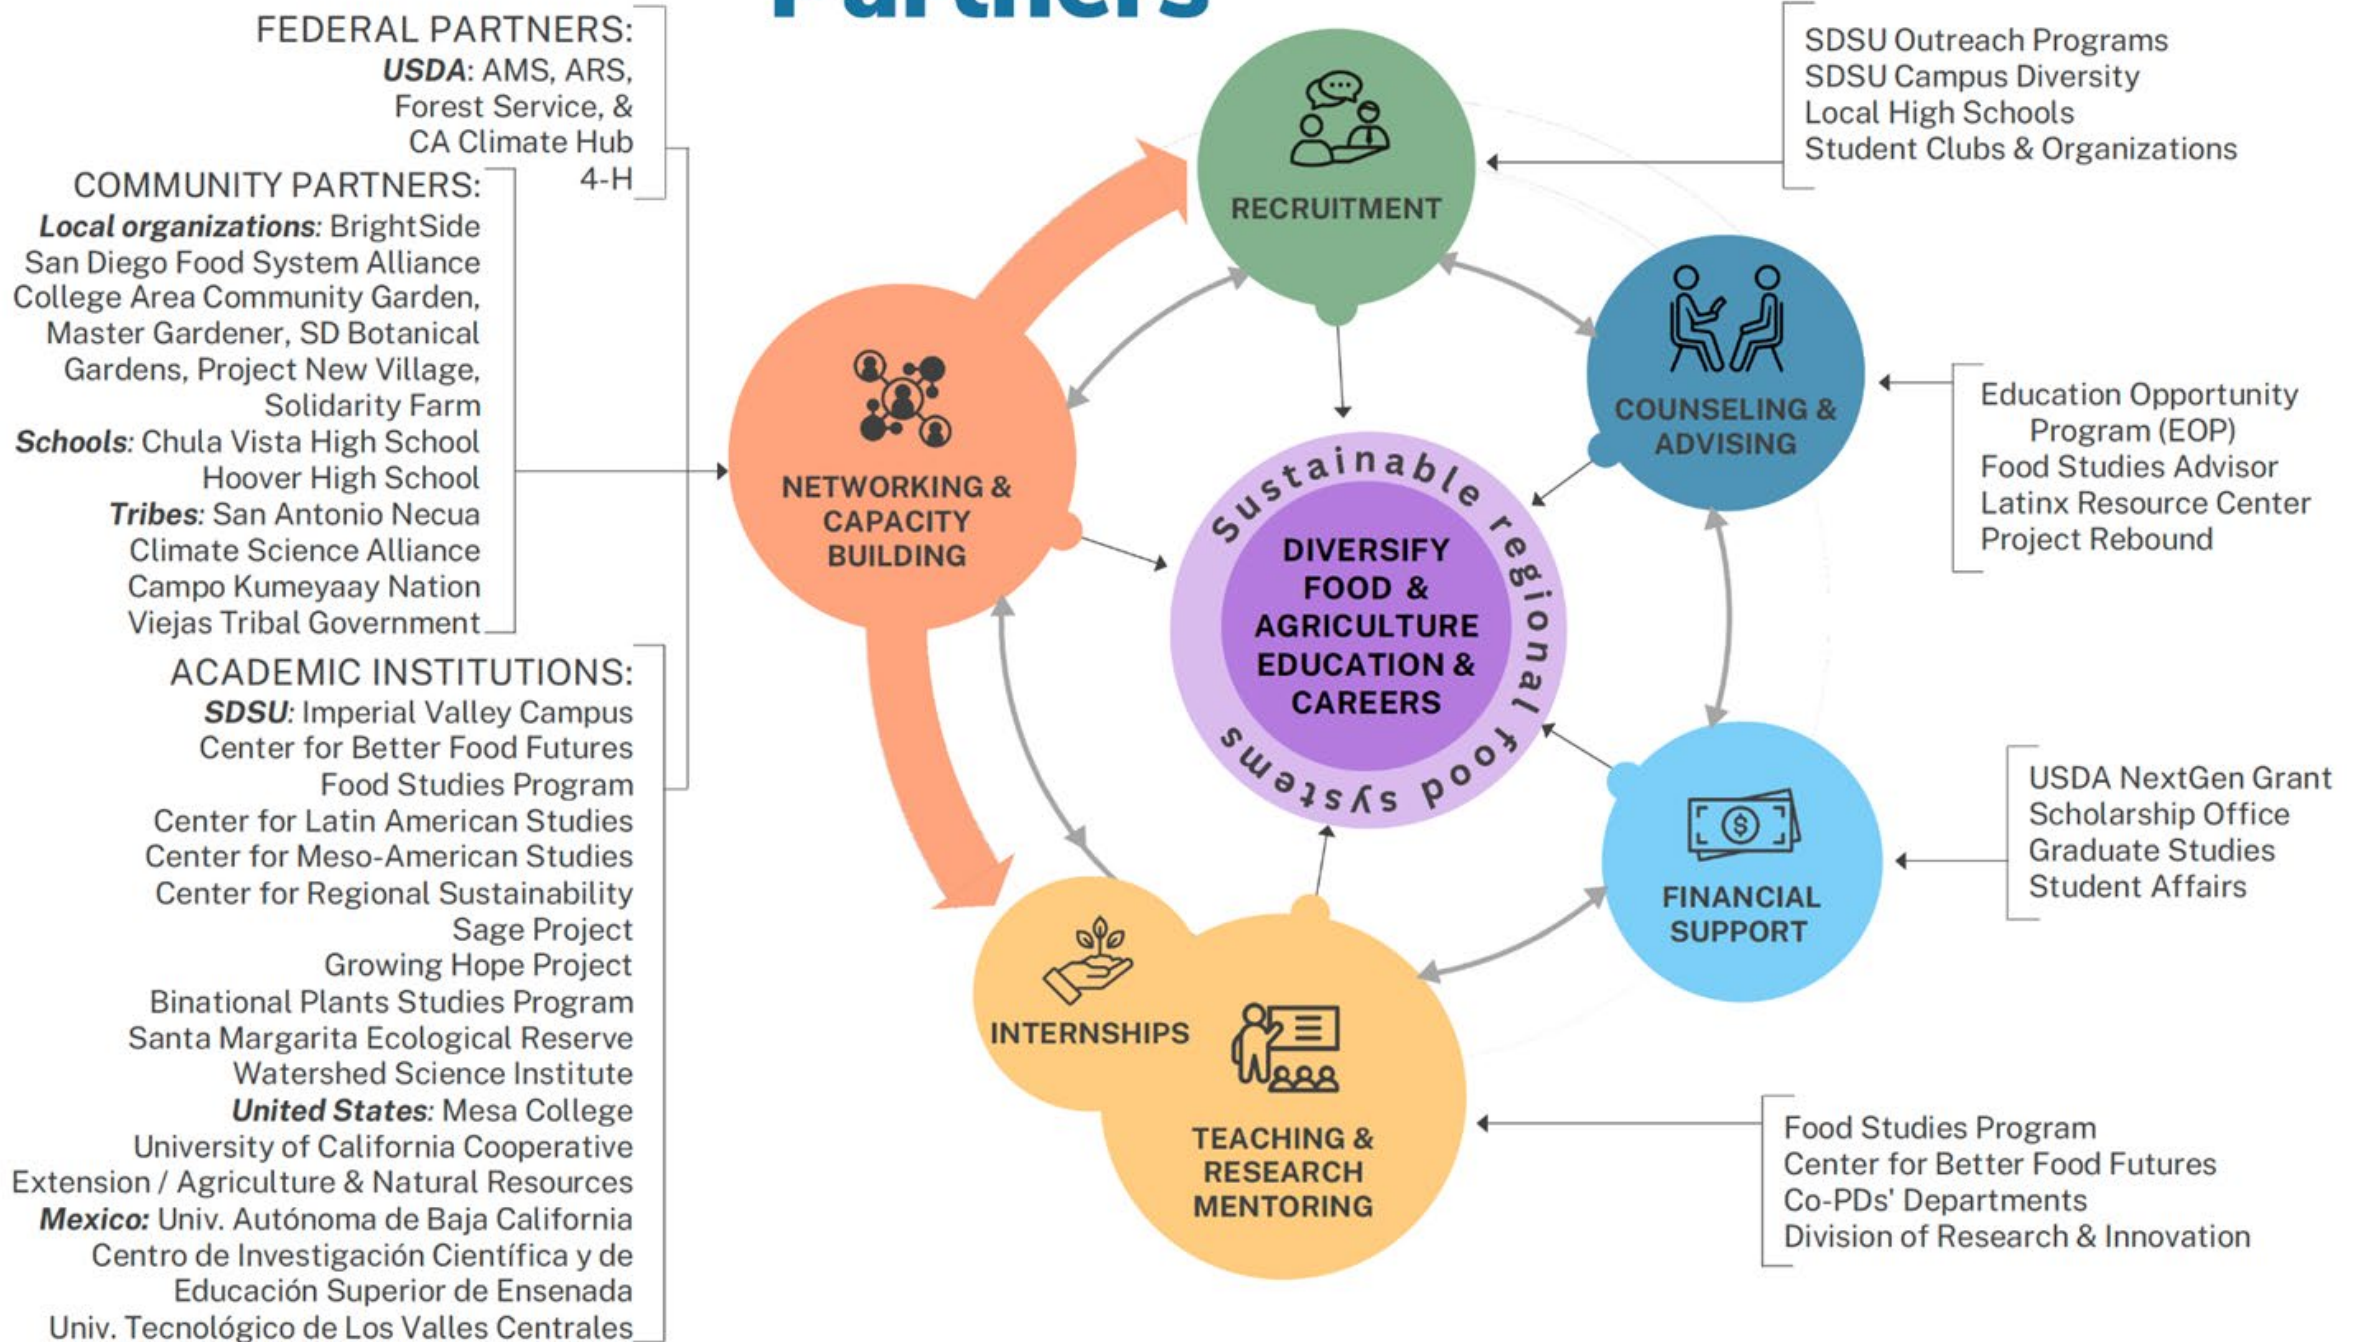 Partners
FEDERAL PARTNERS:
USDA: AMS, ARS,
Forest Service, &
CA Climate Hub
4-H
COMMUNITY PARTNERS:
Local organizations: BrightSide
San Diego Food System Alliance
College Area Community Garden,
Master Gardener, SD Botanical
Gardens, Project New Village,
Solidarity Farm
Schools: Chula Vista High School
Hoover High School
Tribes: San Antonio Necua
Climate Science Alliance
Campo Kumeyaay Nation
Viejas Tribal Government
ACADEMIC INSTITUTIONS:
SDSU: Imperial Valley Campus
Center for Better Food Futures
Food Studies Program
Center for Latin American Studies
Center for Meso-American Studies
Center for Regional Sustainability
Sage Project
Growing Hope Project
Binational Plants Studies Program
Santa Margarita Ecological Reserve
Watershed Science Institute
United States: Mesa College
University of California Cooperative
Extension / Agriculture & Natural Resources
Mexico: Univ. Autónoma de Baja California
Centro de Investigación Científica y de
Educación Superior de Ensenada
Univ. Tecnológico de Los Valles Centrales
NETWORKING &
CAPACITY
BUILDING
RECRUITMENT
SDSU Outreach Programs
SDSU Campus Diversity
Local High Schools
Student Clubs & Organizations
COUNSELING &
ADVISING
Education Opportunity
Program (EOP)
Food Studies Advisor
Latinx Resource Center
Project Rebound
Sustainable regional food systems
DIVERSIFY
FOOD &
AGRICULTURE
EDUCATION &
CAREERS
$
FINANCIAL
SUPPORT
USDA NextGen Grant
Scholarship Office
Graduate Studies
Student Affairs
INTERNSHIPS
TEACHING &
RESEARCH
MENTORING
Food Studies Program
Center for Better Food Futures
Co-PDs' Departments
Division of Research & Innovation